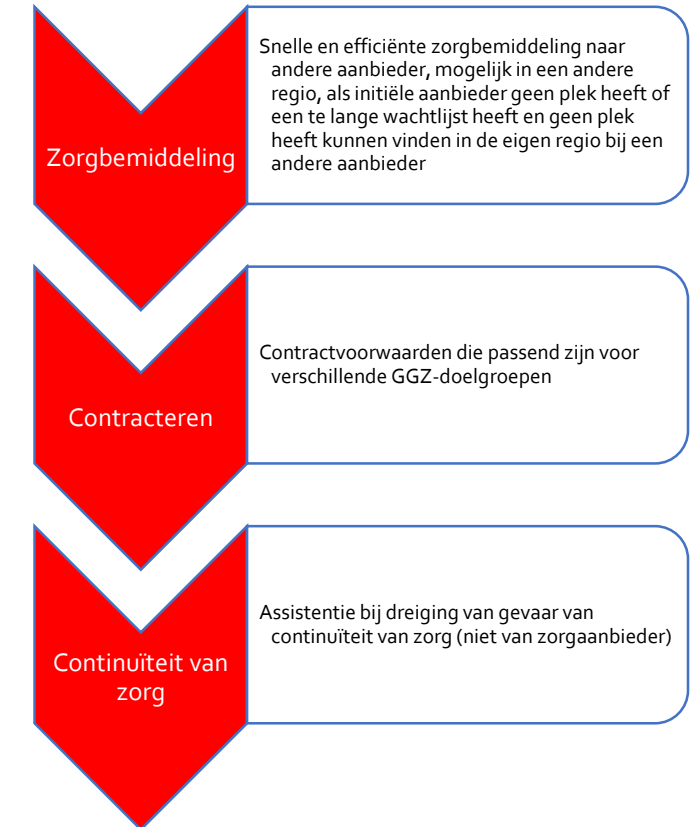 Zorgbemiddeling
Snelle en efficiënte zorgbemiddeling naar
andere aanbieder, mogelijk in een andere
regio, als initiële aanbieder geen plek heeft of
een te lange wachtlijst heeft en geen plek
heeft kunnen vinden in de eigen regio bij een
andere aanbieder
Contracteren
Contractvoorwaarden die passend zijn voor
verschillende GGZ-doelgroepen
Continuïteit van
zorg
Assistentie bij dreiging van gevaar van
continuïteit van zorg (niet van zorgaanbieder)